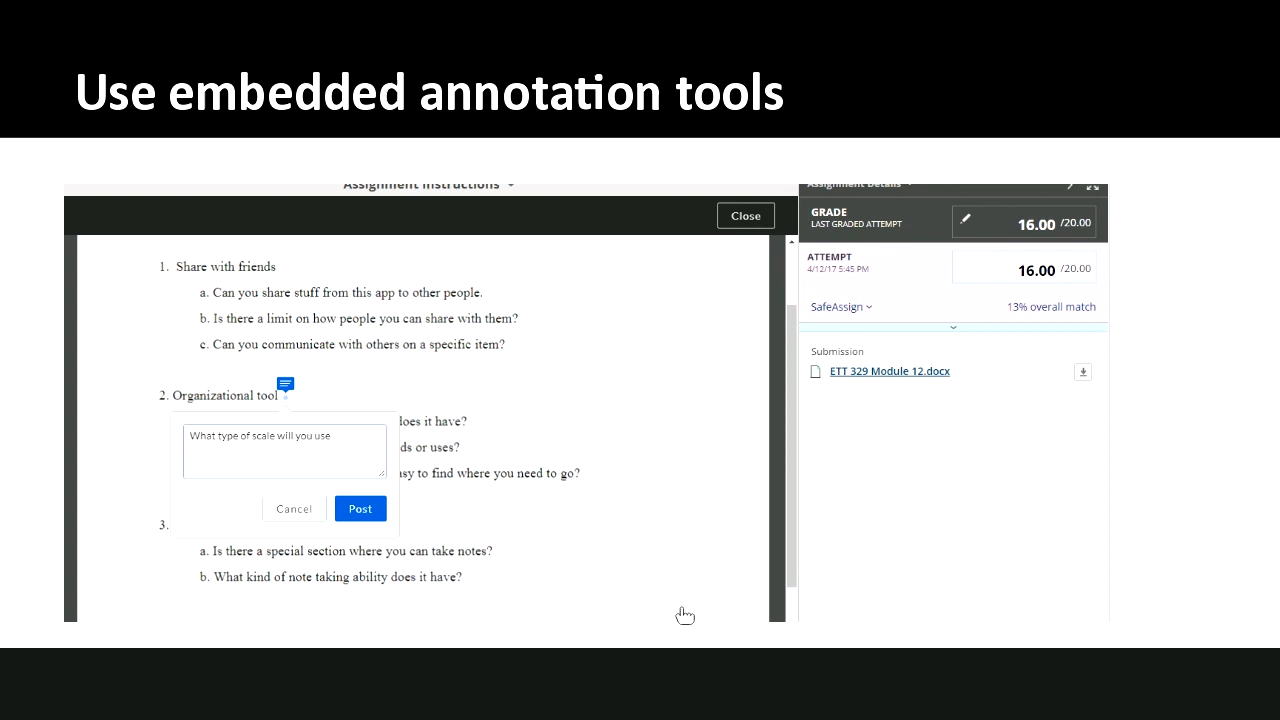 Use embedded annotation tools
Assignment Instructions
Assignment Details
Close
GRADE
LAST GRADED ATTEMPT
16.00 /20.00
ATTEMPT
4/12/17 5:45 PM
16.00 /20.00
SafeAssign
13% overall match
Submission
ETT 329 Module 12.docx
1. Share with friends
a. Can you share stuff from this app to other people.
b. Is there a limit on how people you can share with them?
c. Can you communicate with others on a specific item?
2. Organizational tool
does it have?
ds or uses?
asy to find where you need to go?
What type of scale will you use
Cancel
Post
3.
a. Is there a special section where you can take notes?
b. What kind of note taking ability does it have?